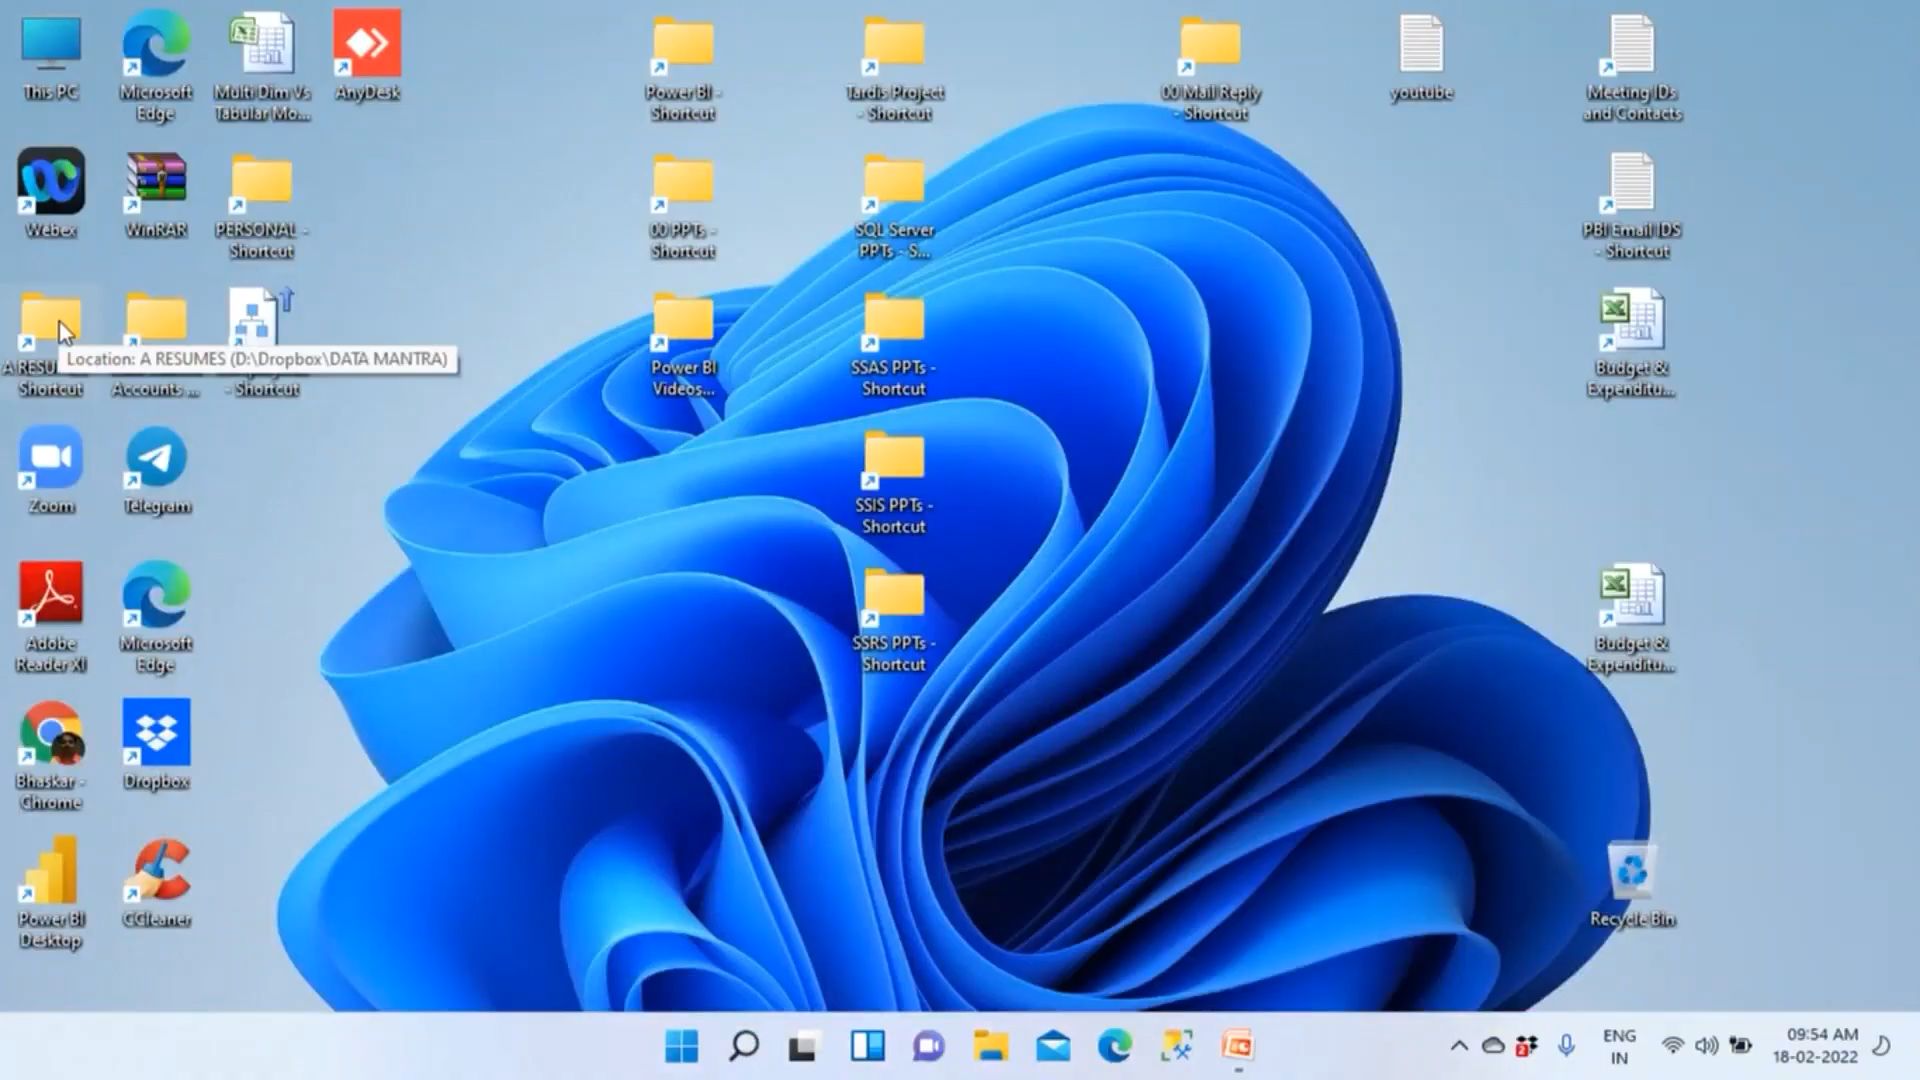 This PC
Microsoft
Edge
Multi Dim Vs
Tabular Mo...
AnyDesk
Power BI -
Shortcut
Tardis Project
- Shortcut
00 Mail Reply
- Shortcut
youtube
Meeting IDs
and Contacts
Webex
WinRAR
PERSONAL -
Shortcut
00 PPTs -
Shortcut
SQL Server
PPTs - S...
PBI Email IDS
- Shortcut
Location: A RESUMES (D:\Dropbox\DATA MANTRA)
A RESU
Shortcut
Accounts ...
- Shortcut
Power BI
Videos...
SSAS PPTs -
Shortcut
Budget &
Expenditu...
Zoom
Telegram
SSIS PPTs -
Shortcut
Adobe
Reader XI
Microsoft
Edge
SSRS PPTs -
Shortcut
Budget &
Expenditu...
Bhaskar -
Chrome
Dropbox
Power BI
Desktop
CCleaner
Recycle Bin
2
ENG
IN
09:54 AM
18-02-2022